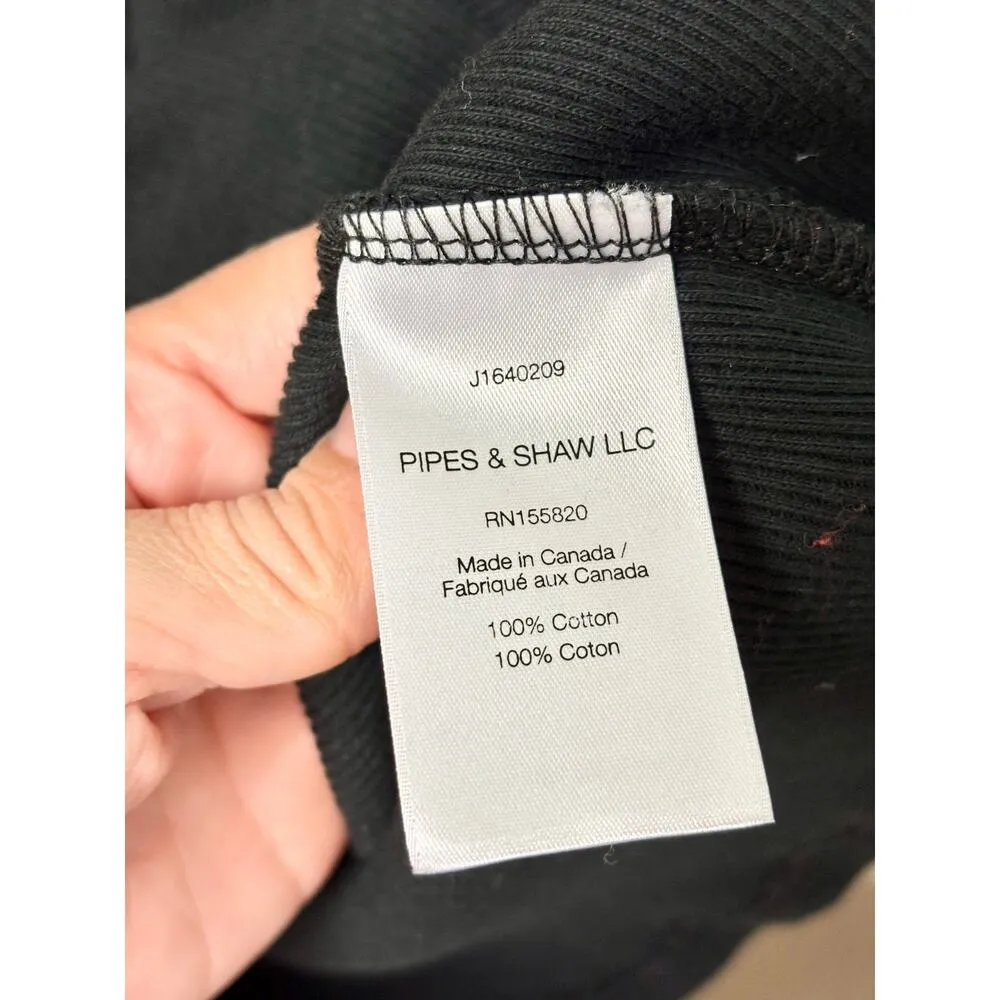 J1640209
PIPES & SHAW LLC
RN155820
Made in Canada /
Fabriqué aux Canada
100% Cotton
100% Coton